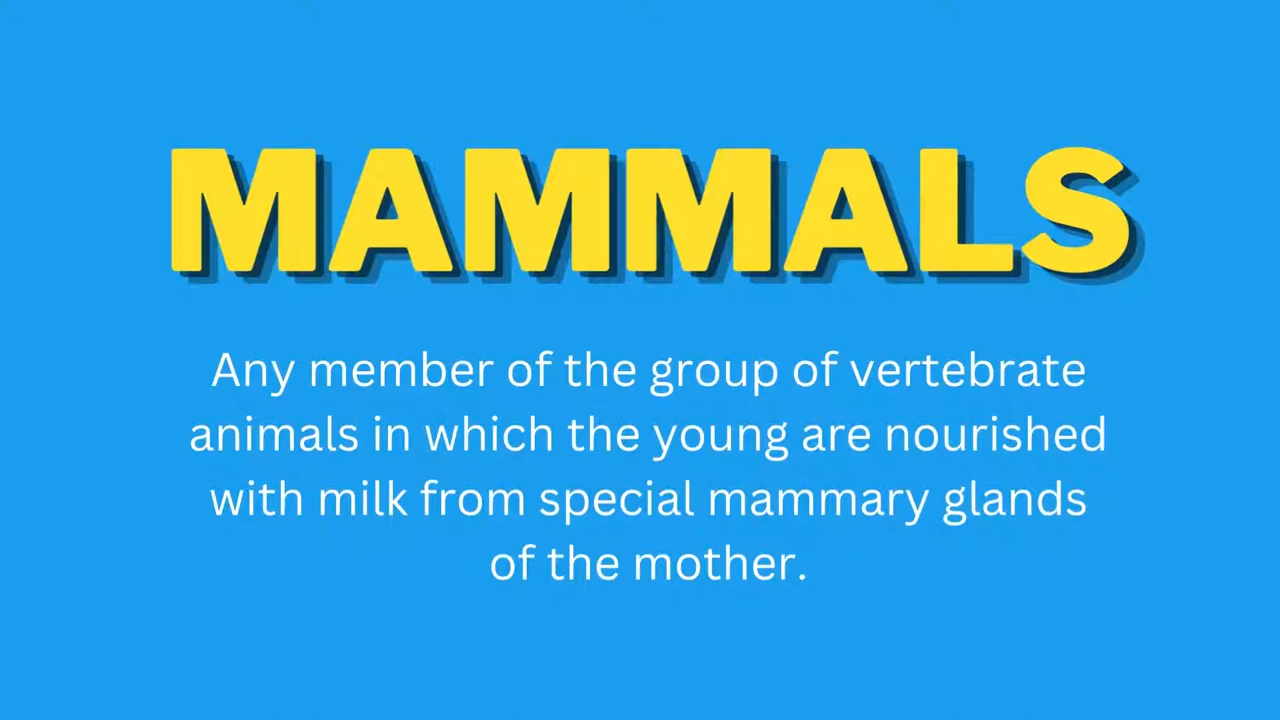 MAMMALS
Any member of the group of vertebrate
animals in which the young are nourished
with milk from special mammary glands
of the mother.